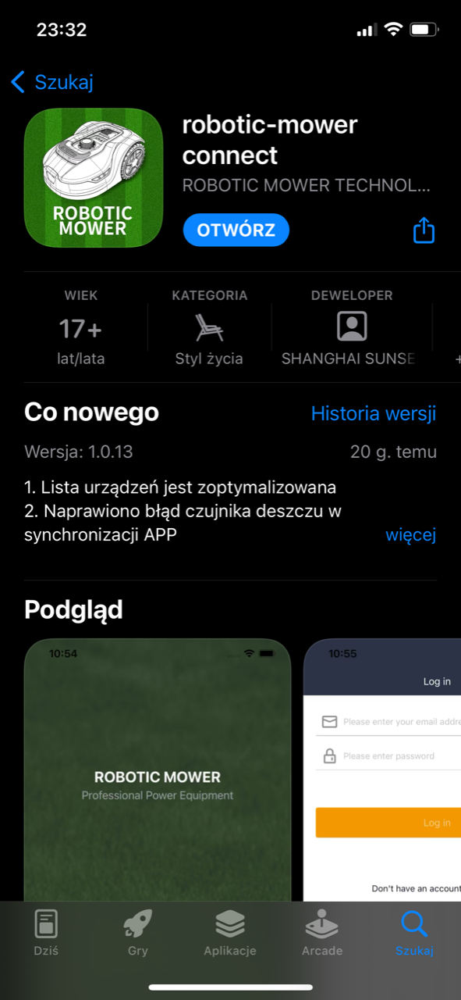 23:32
Szukaj
robotic-mower
connect
ROBOTIC MOWER TECHNOL...
OTWÓRZ
ROBOTIC
MOWER
WIEK
KATEGORIA
DEWELOPER
17+
lat/lata
Styl życia
SHANGHAI SUNSE
+
Co nowego
Historia wersji
Wersja: 1.0.13
20 g. temu
1. Lista urządzeń jest zoptymalizowana
2. Naprawiono błąd czujnika deszczu w
synchronizacji APP
więcej
Podgląd
10:54
ROBOTIC MOWER
Professional Power Equipment
10:55
Log in
Please enter your email addre
Please enter password
Log in
Don't have an account
Dziś
Gry
Aplikacje
Arcade
Szukaj